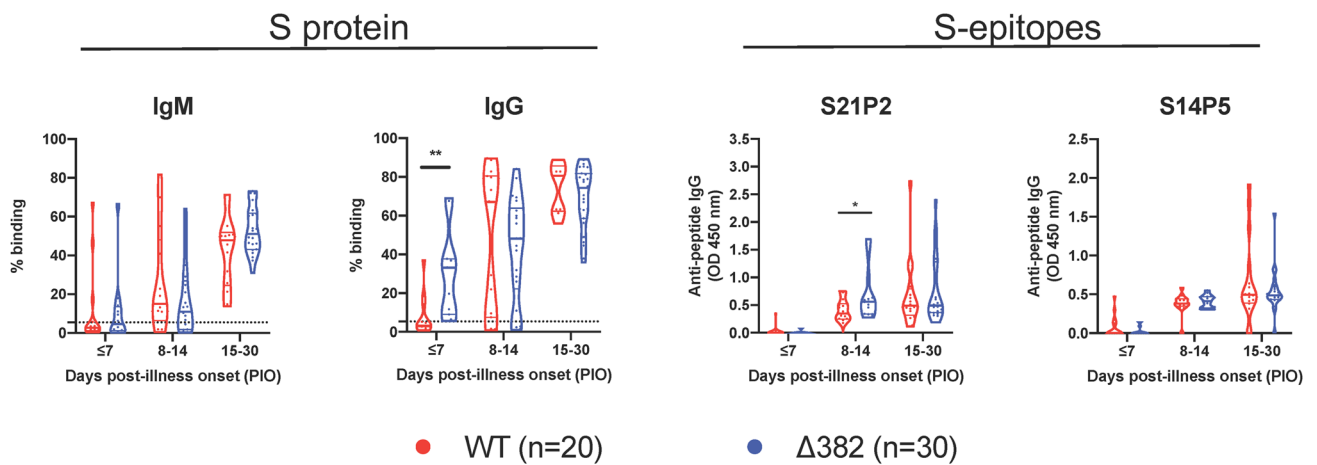 S protein
S-epitopes
IgM
IgG
S21P2
S14P5
% binding
100
80
60
40
20
0
≤7
8-14
15-30
Days post-illness onset (PIO)
% binding
100
80
60
40
20
0
**
≤7
8-14
15-30
Days post-illness onset (PIO)
Anti-peptide IgG
(OD 450 nm)
3.5
3.0
2.5
2.0
1.5
1.0
0.5
0.0
*
≤7
8-14
15-30
Days post-illness onset (PIO)
Anti-peptide IgG
(OD 450 nm)
2.5
2.0
1.5
1.0
0.5
0.0
≤7
8-14
15-30
Days post-illness onset (PIO)
WT (n=20)
Δ382 (n=30)